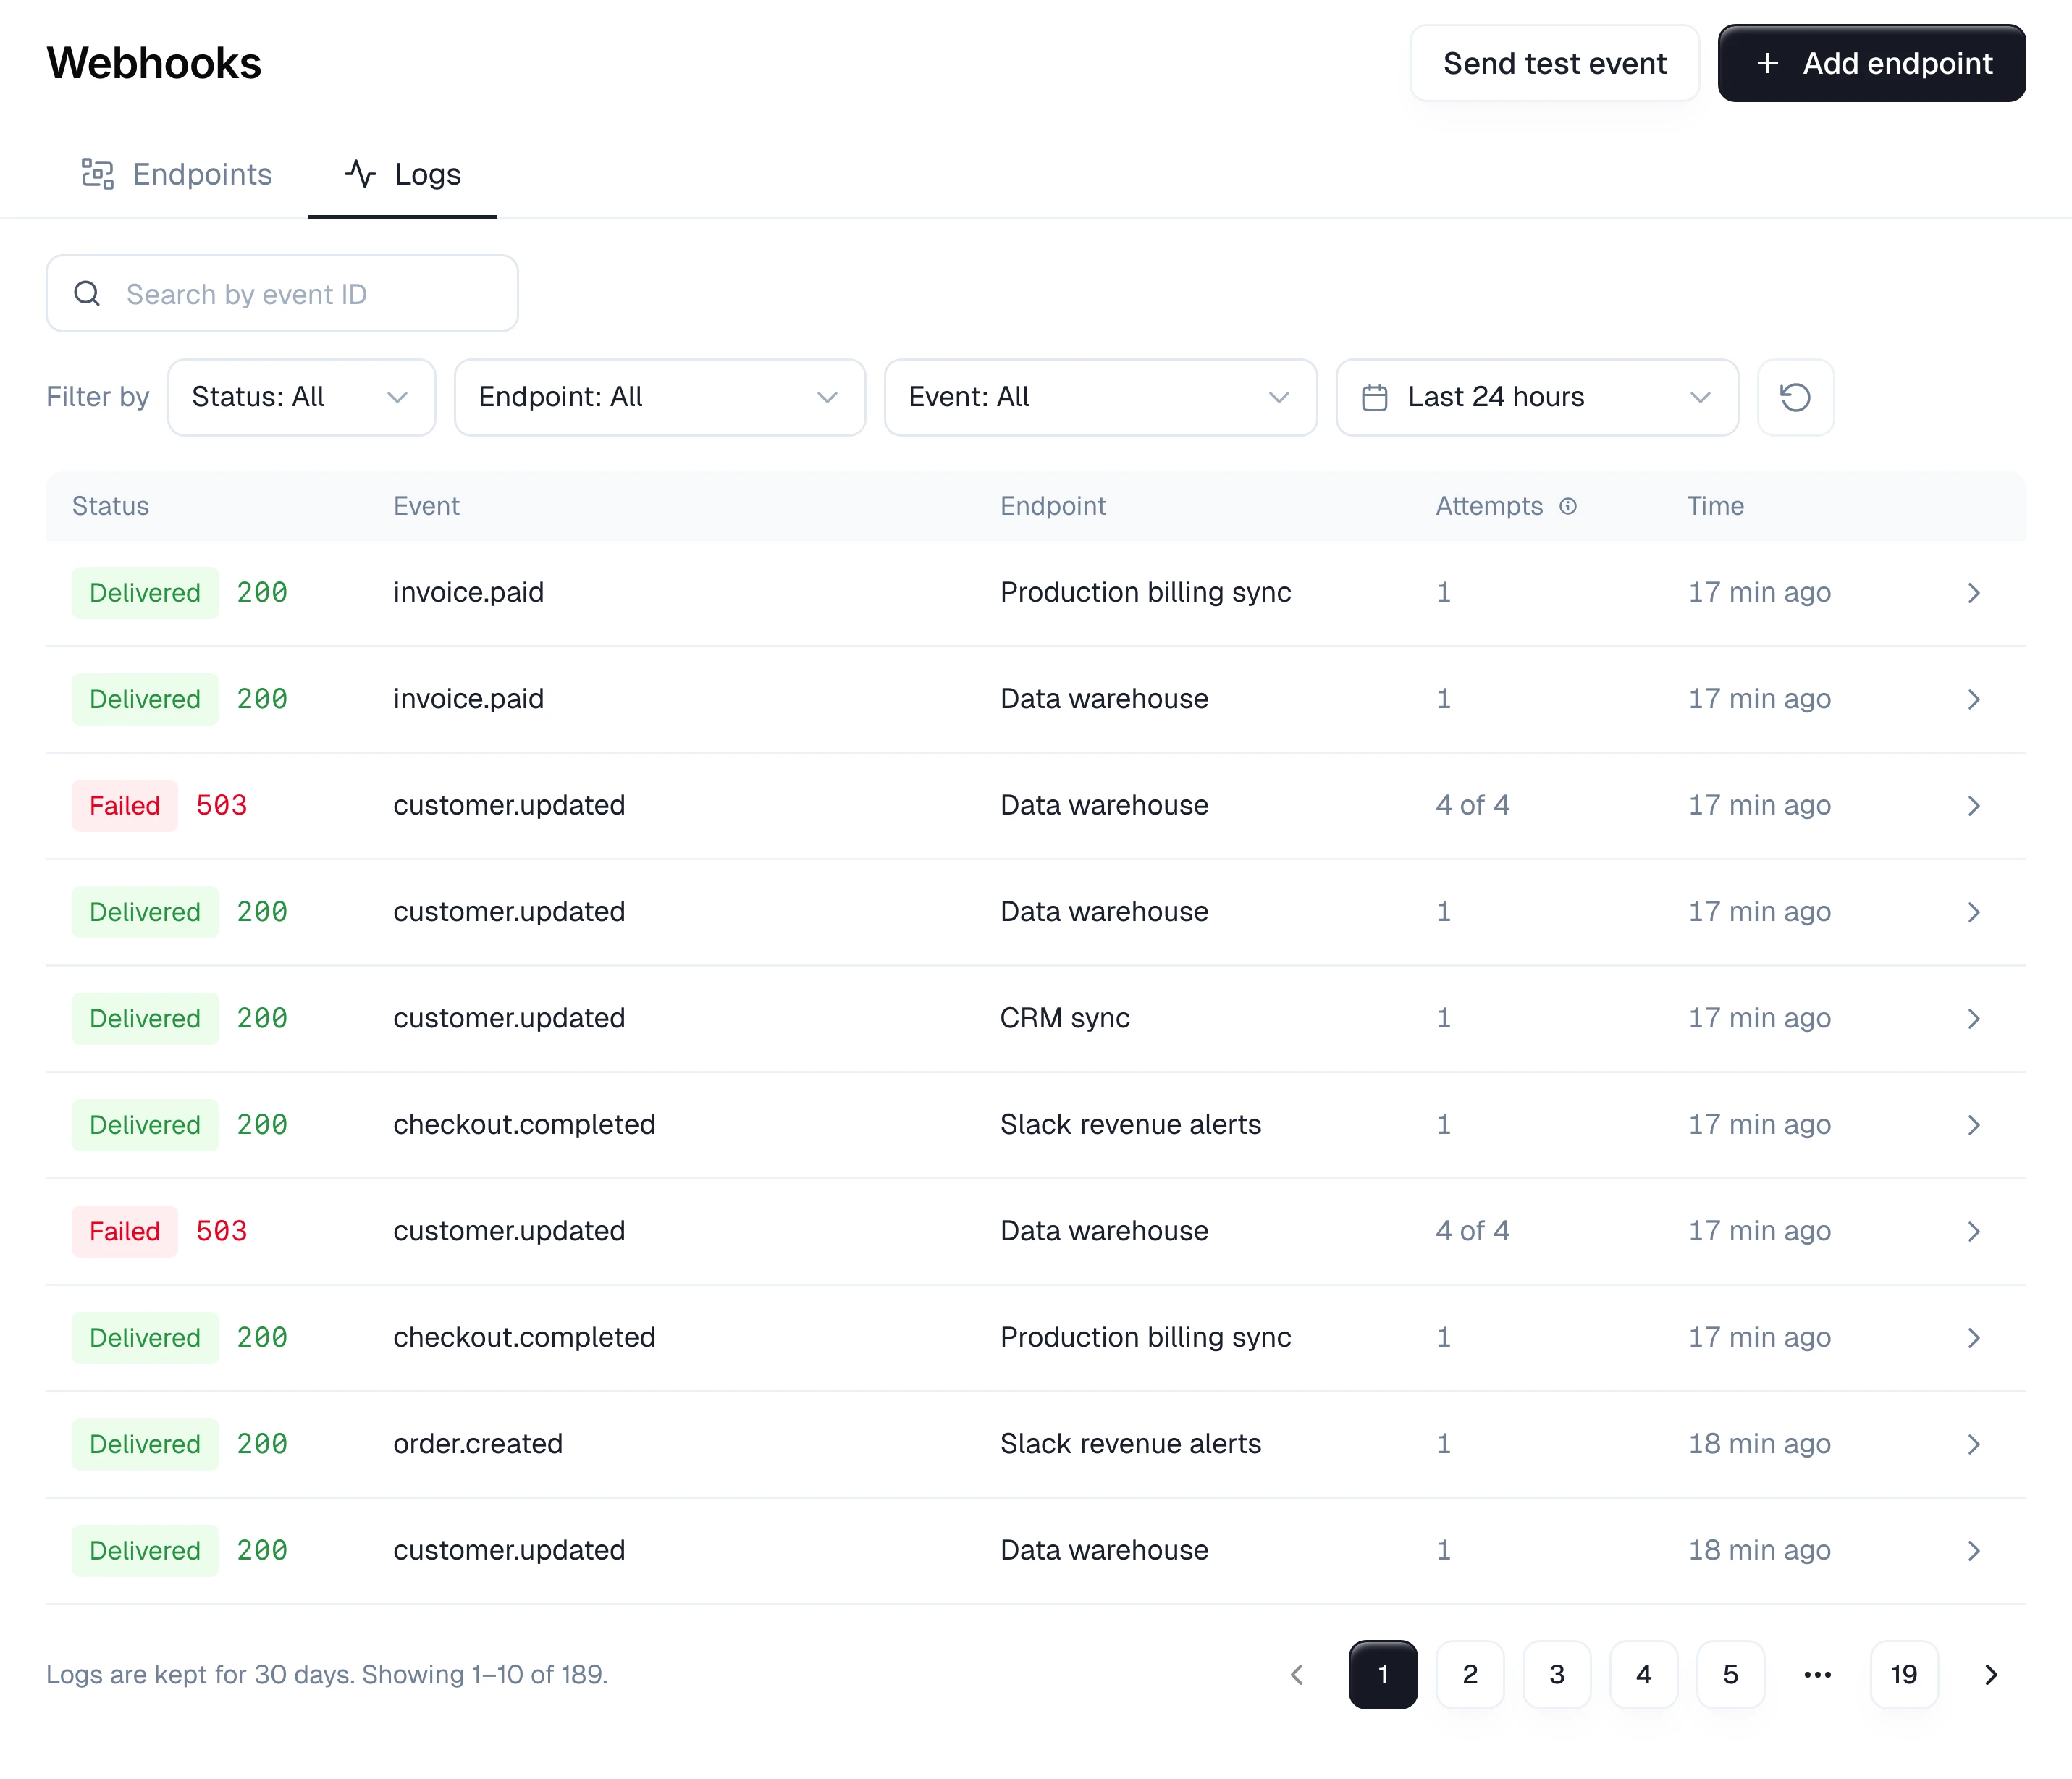 Webhooks
Send test event
+ Add endpoint
Endpoints
Logs
Search by event ID
Filter by
Status: All
Endpoint: All
Event: All
Last 24 hours
Status Event Endpoint Attempts Time
Delivered 200 invoice.paid Production billing sync 1 17 min ago
Delivered 200 invoice.paid Data warehouse 1 17 min ago
Failed 503 customer.updated Data warehouse 4 of 4 17 min ago
Delivered 200 customer.updated Data warehouse 1 17 min ago
Delivered 200 customer.updated CRM sync 1 17 min ago
Delivered 200 checkout.completed Slack revenue alerts 1 17 min ago
Failed 503 customer.updated Data warehouse 4 of 4 17 min ago
Delivered 200 checkout.completed Production billing sync 1 17 min ago
Delivered 200 order.created Slack revenue alerts 1 18 min ago
Delivered 200 customer.updated Data warehouse 1 18 min ago
Logs are kept for 30 days. Showing 1–10 of 189.
1 2 3 4 5 ••• 19